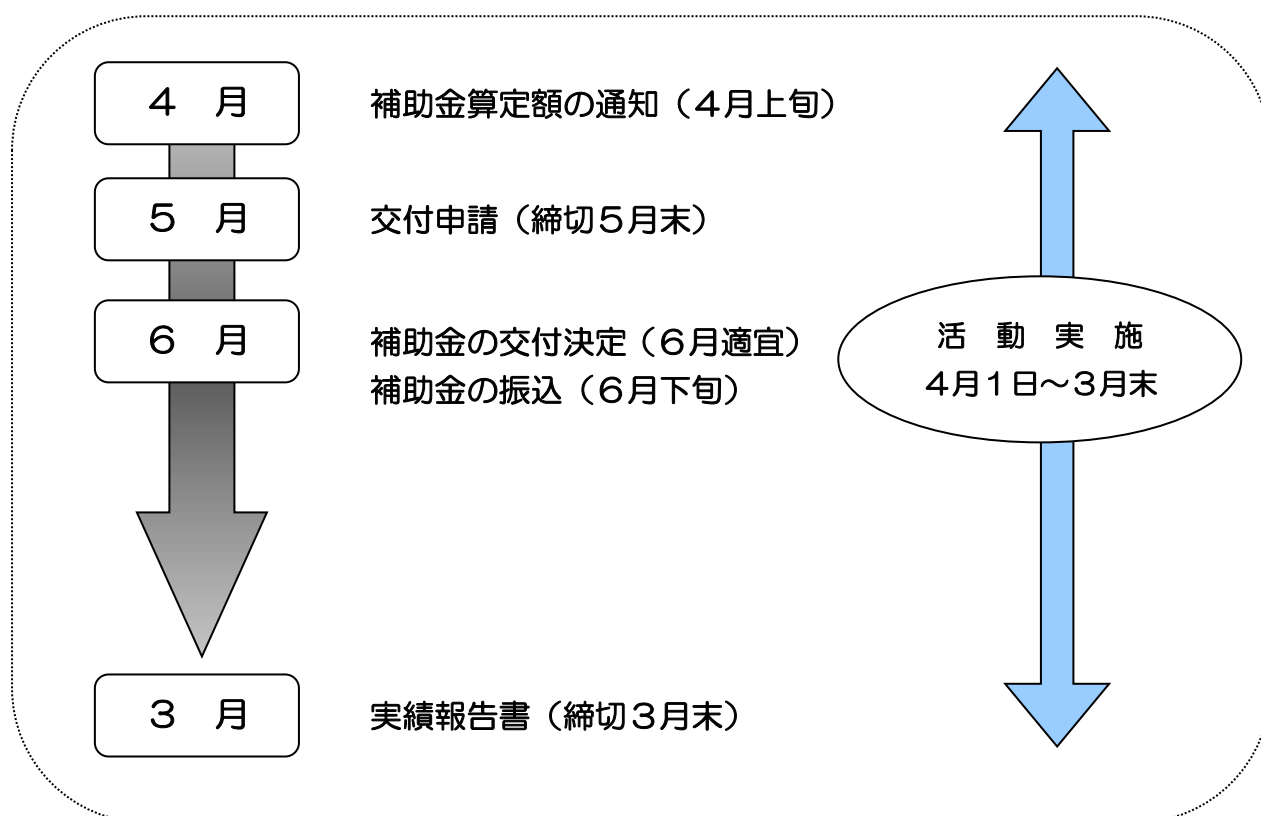 ４　月
補助金算定額の通知（４月上旬）
５　月
交付申請（締切５月末）
６　月
補助金の交付決定（６月適宜）
補助金の振込（６月下旬）
活　動　実　施
４月１日～３月末
３　月
実績報告書（締切３月末）